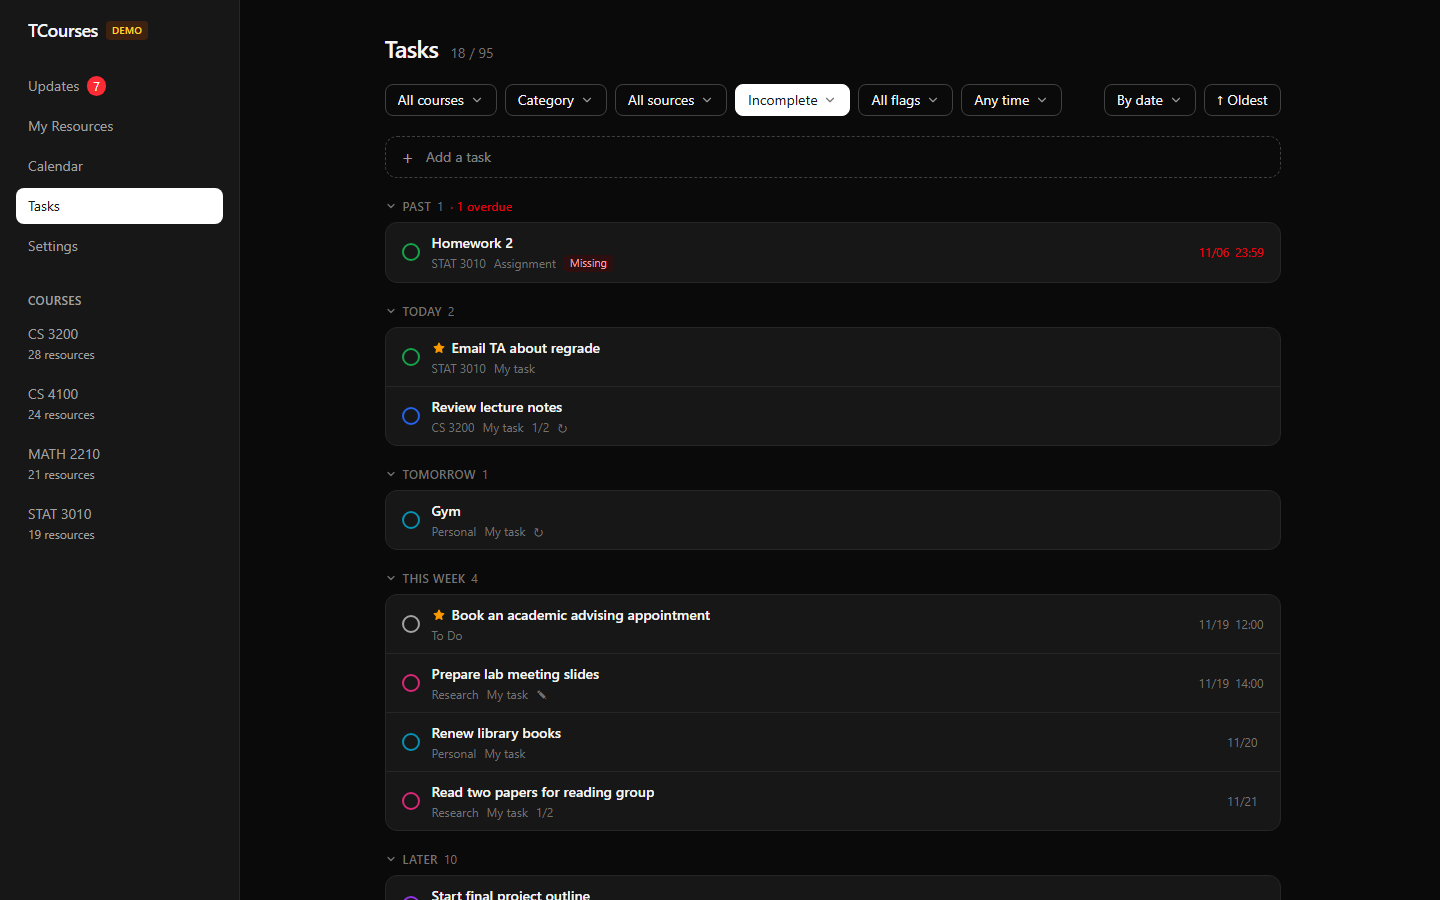 TCourses DEMO
Updates 7
My Resources
Calendar
Tasks
Settings
COURSES
CS 3200
28 resources
CS 4100
24 resources
MATH 2210
21 resources
STAT 3010
19 resources
Tasks 18 / 95
All courses Category All sources Incomplete All flags Any time By date ↑ Oldest
+ Add a task
PAST 1 · 1 overdue
Homework 2
STAT 3010 Assignment Missing
11/06 23:59
TODAY 2
Email TA about regrade
STAT 3010 My task
Review lecture notes
CS 3200 My task 1/2 ↻
TOMORROW 1
Gym
Personal My task ↻
THIS WEEK 4
Book an academic advising appointment
To Do
11/19 12:00
Prepare lab meeting slides
Research My task
11/19 14:00
Renew library books
Personal My task
11/20
Read two papers for reading group
Research My task 1/2
11/21
LATER 10
Start final project outline